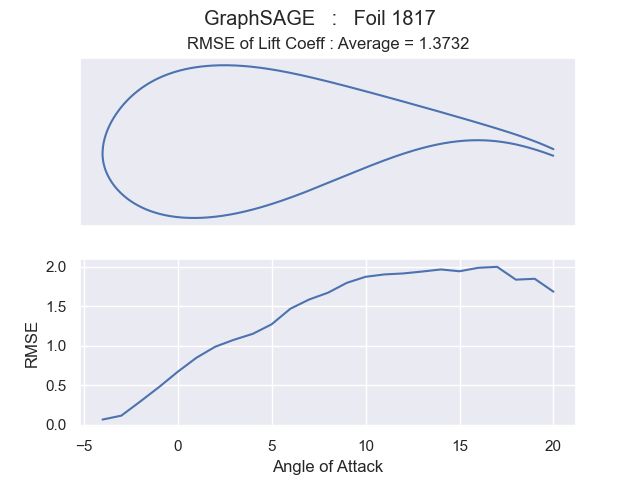 GraphSAGE : Foil 1817
RMSE of Lift Coeff : Average = 1.3732
2.0
1.5
1.0
0.5
0.0
RMSE
−5 0 5 10 15 20
Angle of Attack